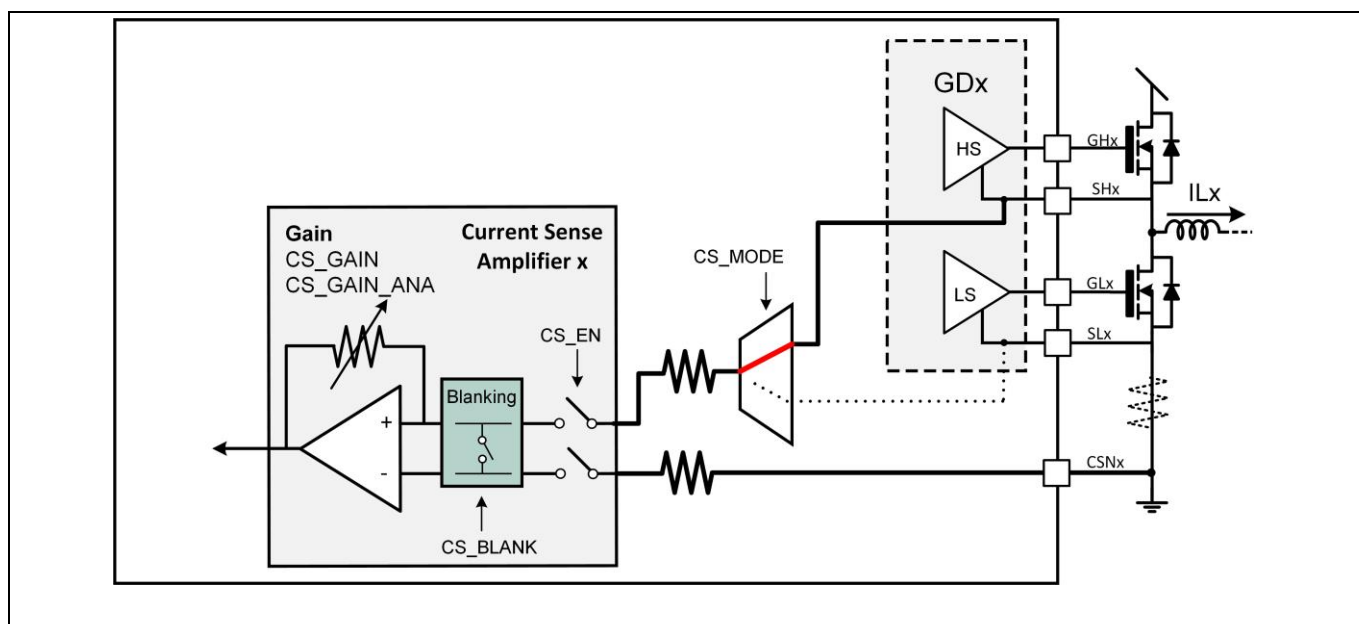 GDx
HS
GHx
SHx
ILx
Gain
CS_GAIN
CS_GAIN_ANA
Current Sense
Amplifier x
CS_MODE
LS
GLx
SLx
CS_EN
Blanking
+
-
CSNx
CS_BLANK